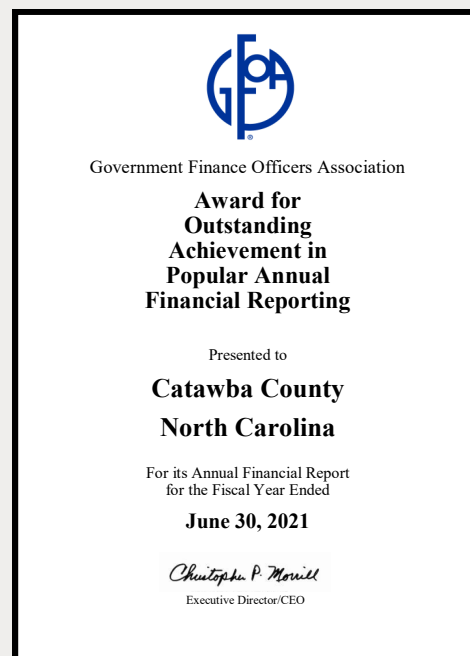 GFOA
®
Government Finance Officers Association
Award for
Outstanding
Achievement in
Popular Annual
Financial Reporting
Presented to
Catawba County
North Carolina
For its Annual Financial Report
for the Fiscal Year Ended
June 30, 2021
Christopher P. Morrill
Executive Director/CEO